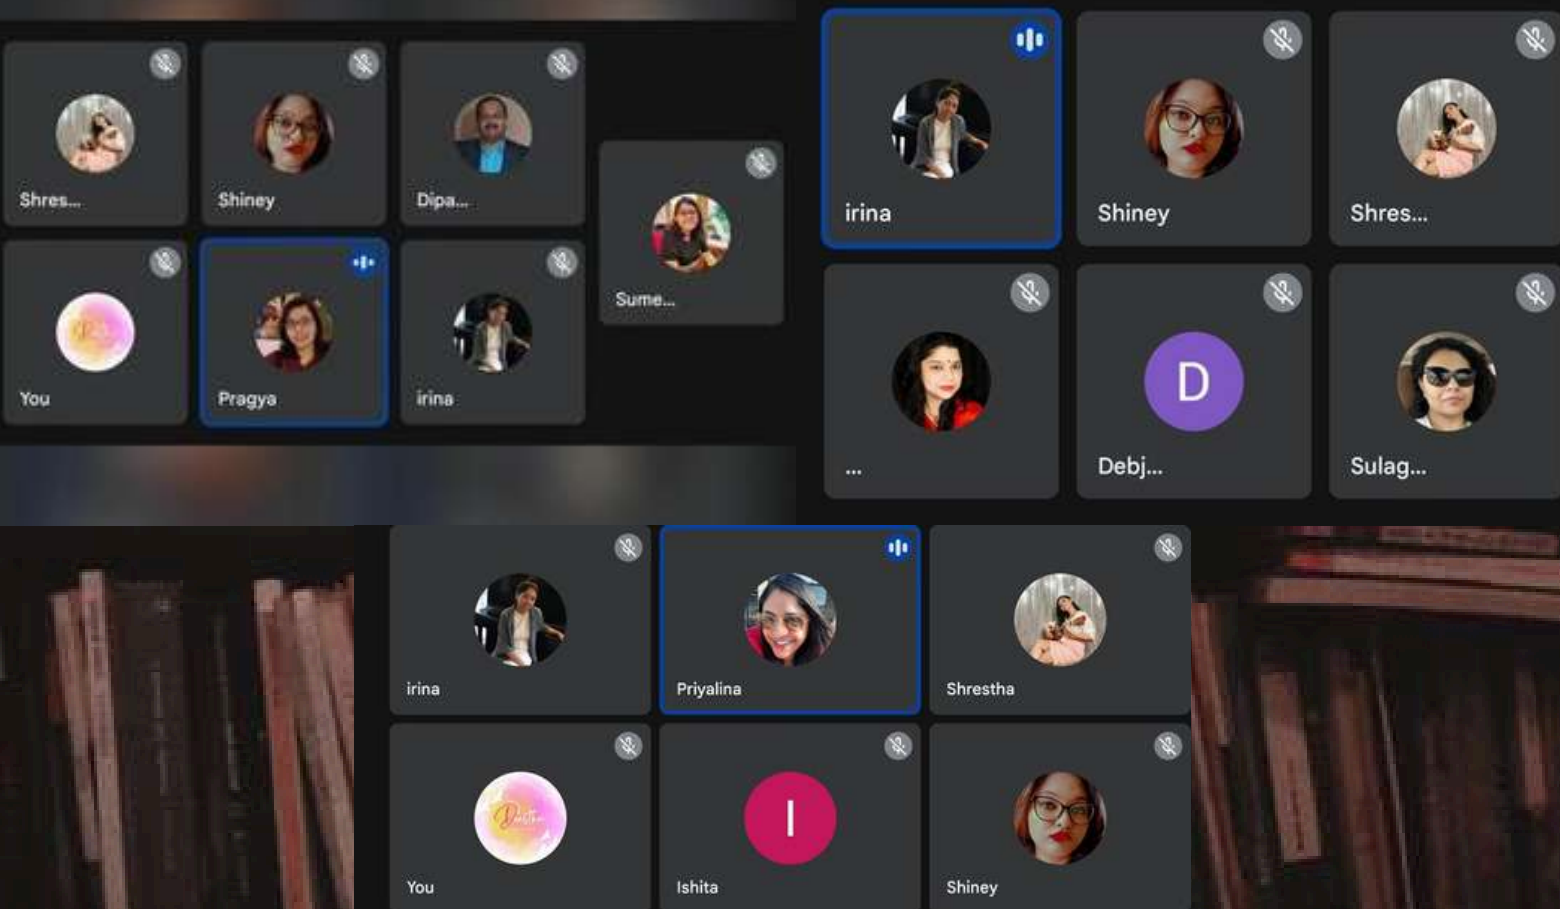 Shres...
Shiney
Dipa...
Sume...
You
Pragya
irina
irina
Shiney
Shres...
...
D
Debj...
Sulag...
irina
Priyalina
Shrestha
You
I
Ishita
Shiney